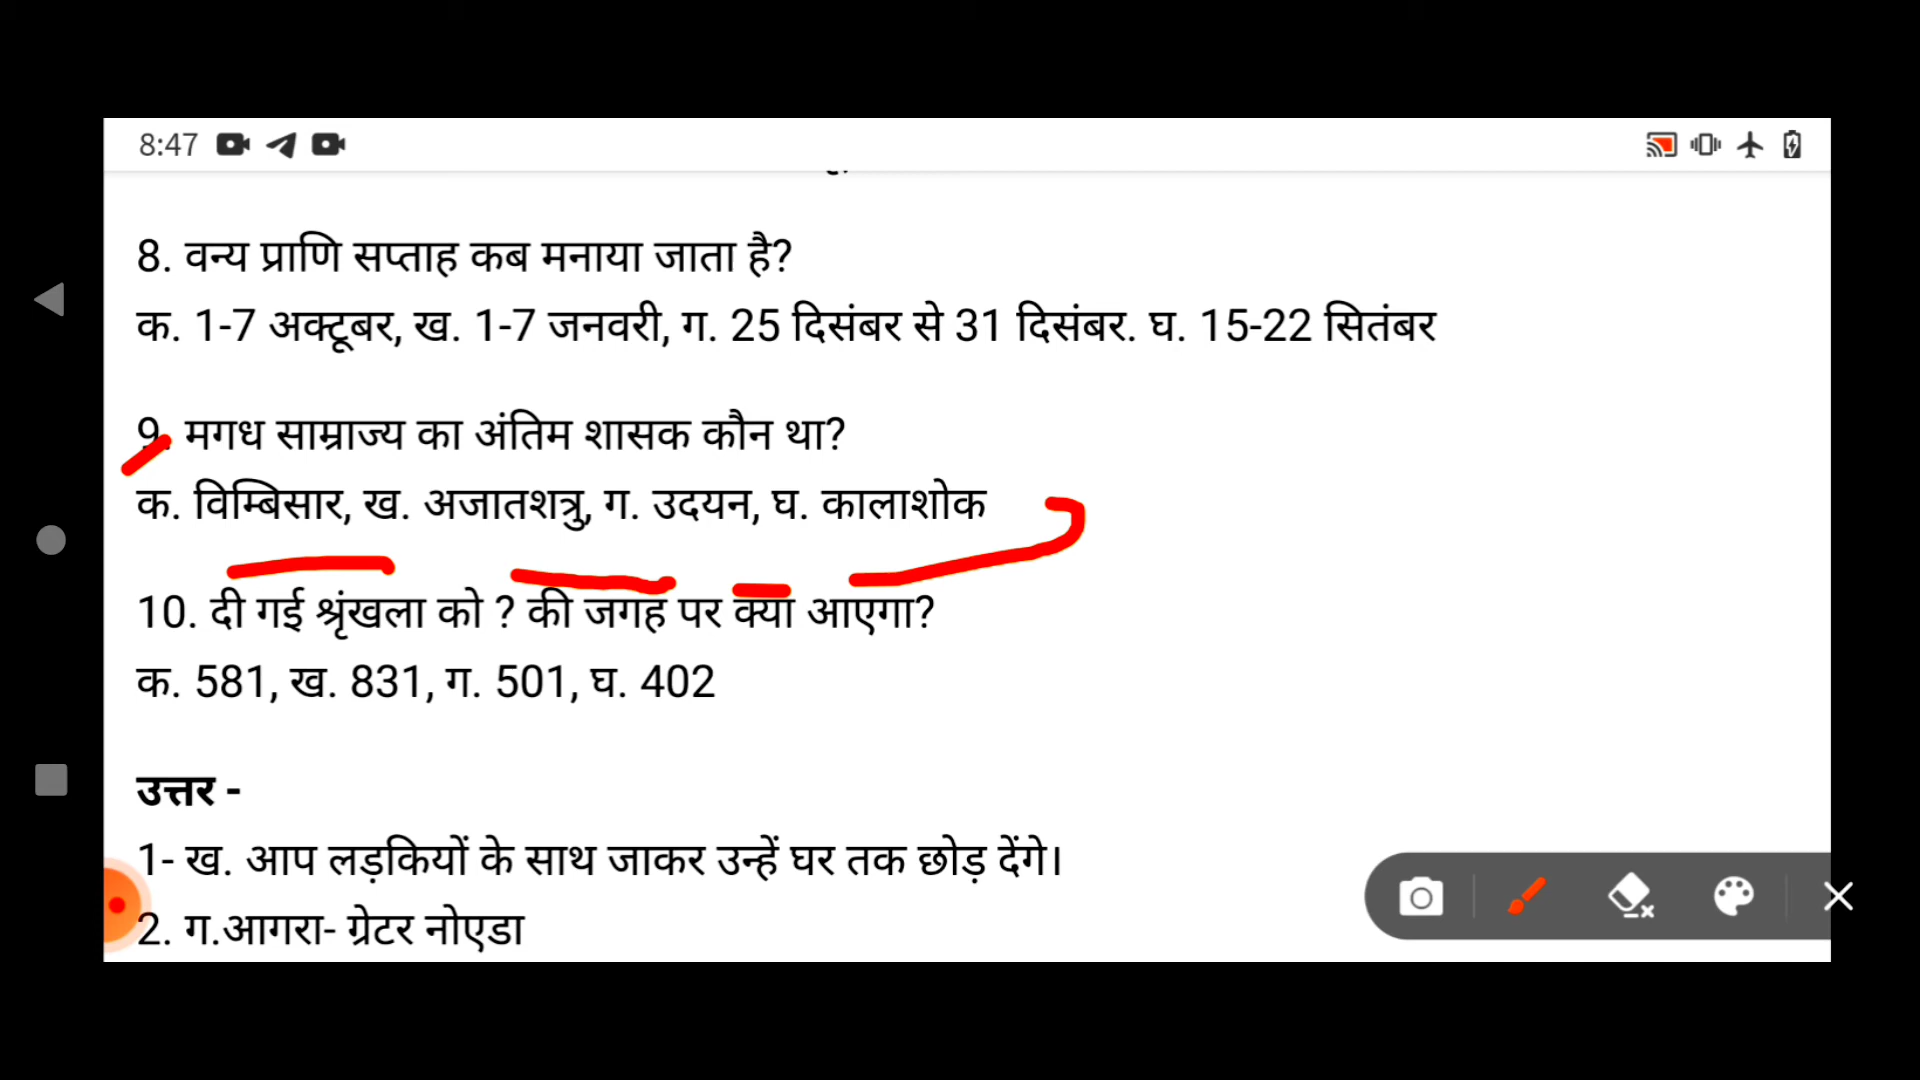 8:47
8. वन्य प्राणि सप्ताह कब मनाया जाता है?
क. 1-7 अक्टूबर, ख. 1-7 जनवरी, ग. 25 दिसंबर से 31 दिसंबर. घ. 15-22 सितंबर
9. मगध साम्राज्य का अंतिम शासक कौन था?
क. विम्बिसार, ख. अजातशत्रु, ग. उदयन, घ. कालाशोक
10. दी गई श्रृंखला को ? की जगह पर क्या आएगा?
क. 581, ख. 831, ग. 501, घ. 402
उत्तर -
1- ख. आप लड़कियों के साथ जाकर उन्हें घर तक छोड़ देंगे।
2. ग.आगरा- ग्रेटर नोएडा